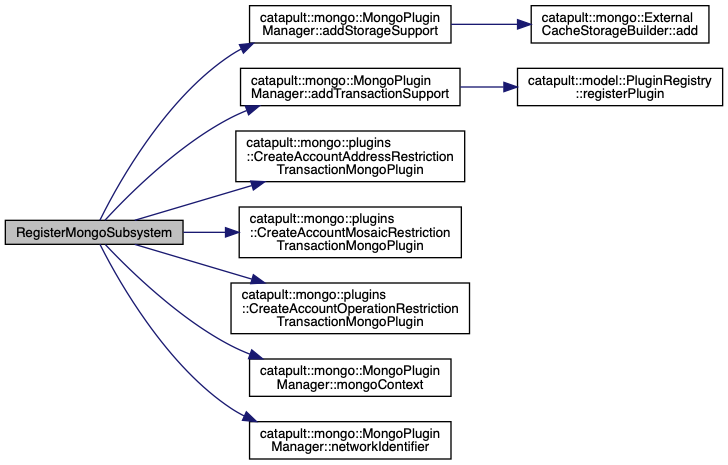 catapult::mongo::MongoPlugin
Manager::addStorageSupport
catapult::mongo::External
CacheStorageBuilder::add
catapult::mongo::MongoPlugin
Manager::addTransactionSupport
catapult::model::PluginRegistry
::registerPlugin
catapult::mongo::plugins
::CreateAccountAddressRestriction
TransactionMongoPlugin
RegisterMongoSubsystem
catapult::mongo::plugins
::CreateAccountMosaicRestriction
TransactionMongoPlugin
catapult::mongo::plugins
::CreateAccountOperationRestriction
TransactionMongoPlugin
catapult::mongo::MongoPlugin
Manager::mongoContext
catapult::mongo::MongoPlugin
Manager::networkIdentifier